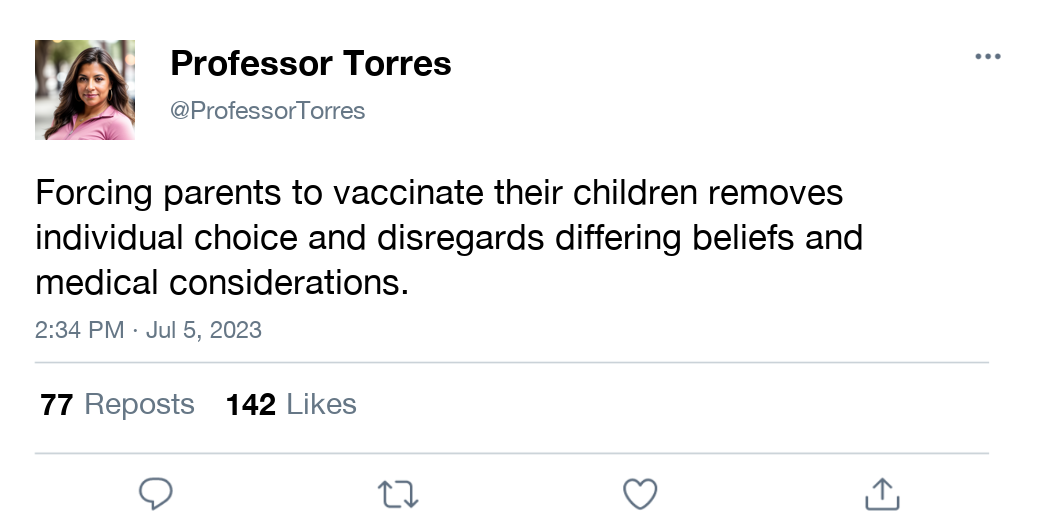 Professor Torres
@ProfessorTorres
Forcing parents to vaccinate their children removes
individual choice and disregards differing beliefs and
medical considerations.
2:34 PM · Jul 5, 2023
77 Reposts 142 Likes